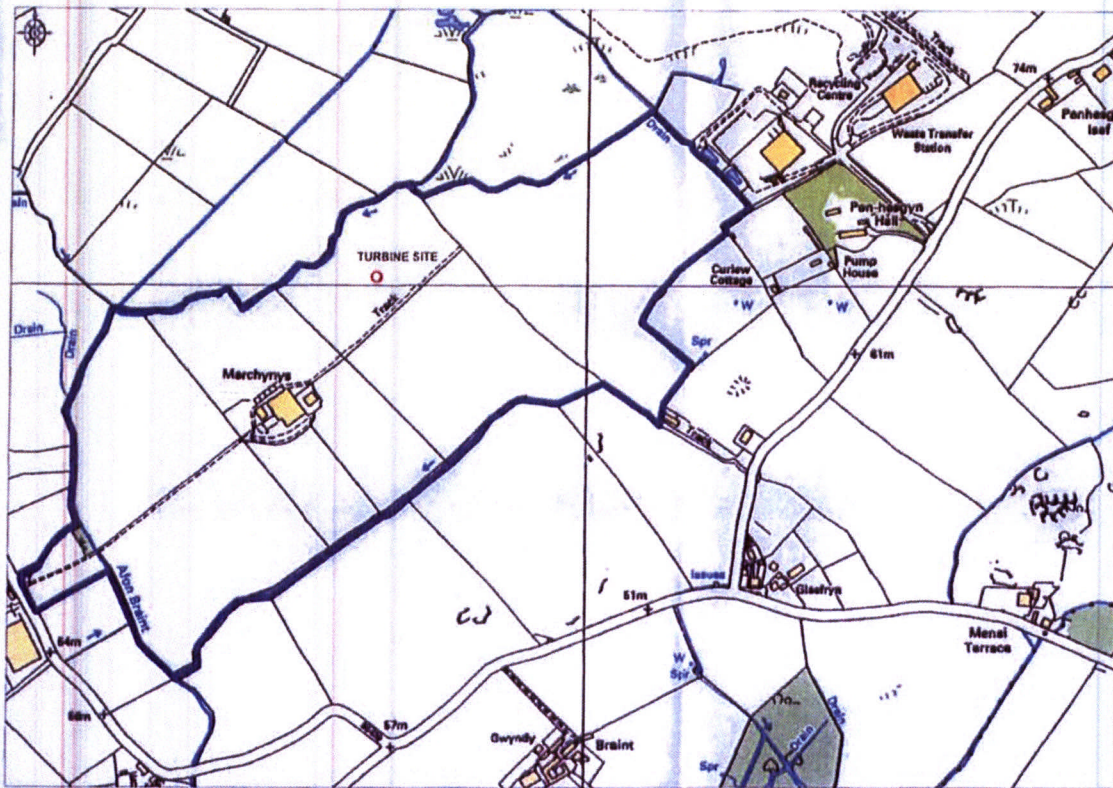 Track
74m
Recycling
Centre
Penhesg
Isaf
Waste Transfer
Station
Drain
Pen-hesgyn
Hall
TURBINE SITE
Pump
House
Curlew
Cottage
W
W
Track
Drain
Drain
Spr
61m
Marchynys
Track
Afon Braint
Issues
Glasfryn
51m
54m
Menai
Terrace
W
Spr
57m
Drain
Gwyndy
Braint
Drain
Spr